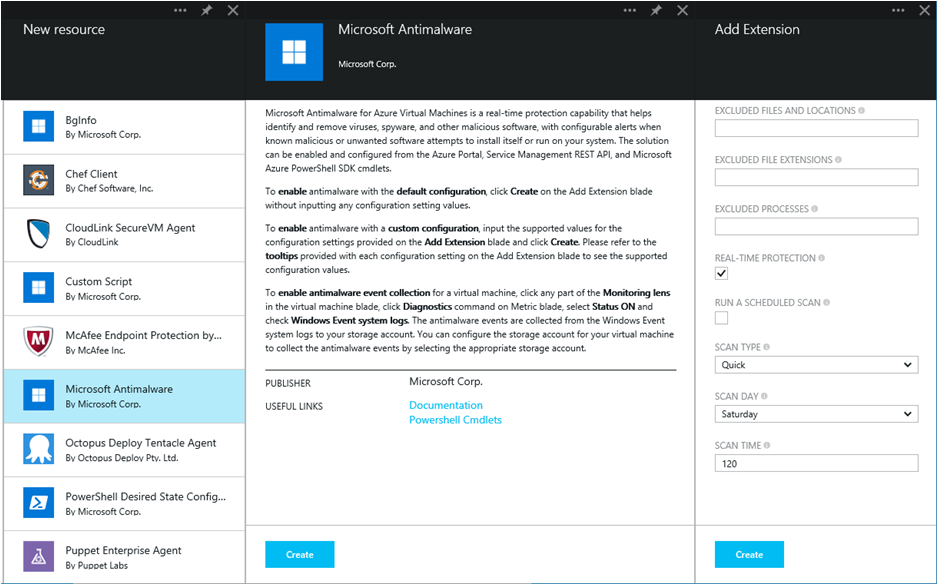 New resource
BgInfo
By Microsoft Corp.
Chef Client
By Chef Software, Inc.
CloudLink SecureVM Agent
By CloudLink
Custom Script
By Microsoft Corp.
McAfee Endpoint Protection by...
By McAfee Inc.
Microsoft Antimalware
By Microsoft Corp.
Octopus Deploy Tentacle Agent
By Octopus Deploy Pty. Ltd.
PowerShell Desired State Config...
By Microsoft Corp.
Puppet Enterprise Agent
By Puppet Labs
Microsoft Antimalware
Microsoft Corp.
Microsoft Antimalware for Azure Virtual Machines is a real-time protection capability that helps
identify and remove viruses, spyware, and other malicious software, with configurable alerts when
known malicious or unwanted software attempts to install itself or run on your system. The solution
can be enabled and configured from the Azure Portal, Service Management REST API, and Microsoft
Azure PowerShell SDK cmdlets.
To enable antimalware with the default configuration, click Create on the Add Extension blade
without inputting any configuration setting values.
To enable antimalware with a custom configuration, input the supported values for the
configuration settings provided on the Add Extension blade and click Create. Please refer to the
tooltips provided with each configuration setting on the Add Extension blade to see the supported
configuration values.
To enable antimalware event collection for a virtual machine, click any part of the Monitoring lens
in the virtual machine blade, click Diagnostics command on Metric blade, select Status ON and
check Windows Event system logs. The antimalware events are collected from the Windows Event
system logs to your storage account. You can configure the storage account for your virtual machine
to collect the antimalware events by selecting the appropriate storage account.
PUBLISHER Microsoft Corp.
USEFUL LINKS Documentation
Powershell Cmdlets
Create
Add Extension
EXCLUDED FILES AND LOCATIONS
EXCLUDED FILE EXTENSIONS
EXCLUDED PROCESSES
REAL-TIME PROTECTION
RUN A SCHEDULED SCAN
SCAN TYPE
Quick
SCAN DAY
Saturday
SCAN TIME
120
Create